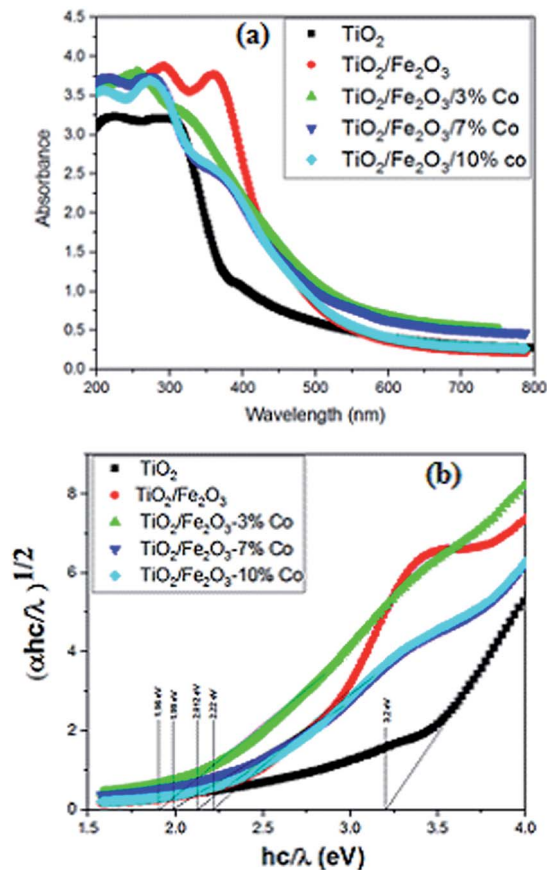 (a)
TiO₂
TiO₂/Fe₂O₃
TiO₂/Fe₂O₃/3% Co
TiO₂/Fe₂O₃/7% Co
TiO₂/Fe₂O₃/10% co
4.5
4.0
3.5
3.0
2.5
2.0
1.5
1.0
0.5
0.0
Absorbance
200 300 400 500 600 700 800
Wavelength (nm)
(b)
TiO₂
TiO₂/Fe₂O₃
TiO₂/Fe₂O₃-3% Co
TiO₂/Fe₂O₃-7% Co
TiO₂/Fe₂O₃-10% Co
8
6
4
2
0
(αhc/λ)^1/2
2.22 eV
3.2 eV
1.5 2.0 2.5 3.0 3.5 4.0
hc/λ (eV)